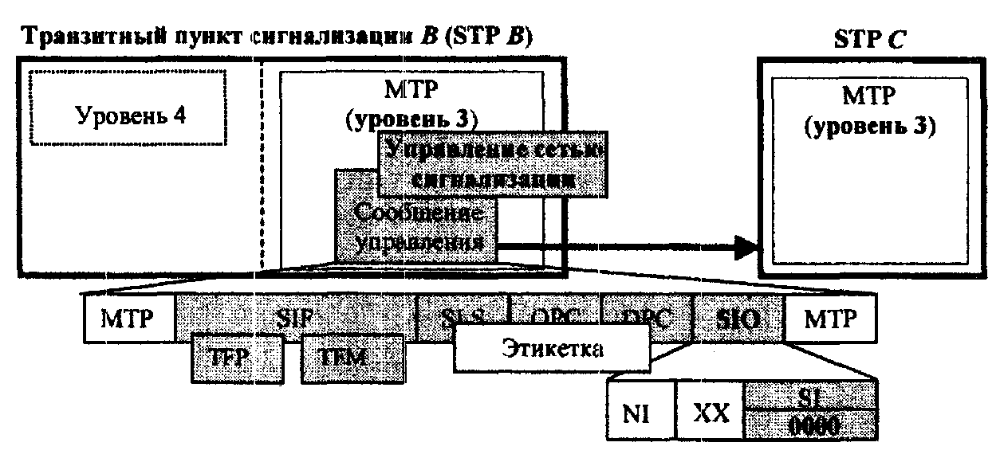 Транзитный пункт сигнализации B (STP B)
STP C
Уровень 4
MTP
(уровень 3)
MTP
(уровень 3)
Управление сетью
сигнализации
Сообщение
управления
MTP SIF SLS OPC DPC SIO MTP
TFP TFM Этикетка
NI XX SI
0000